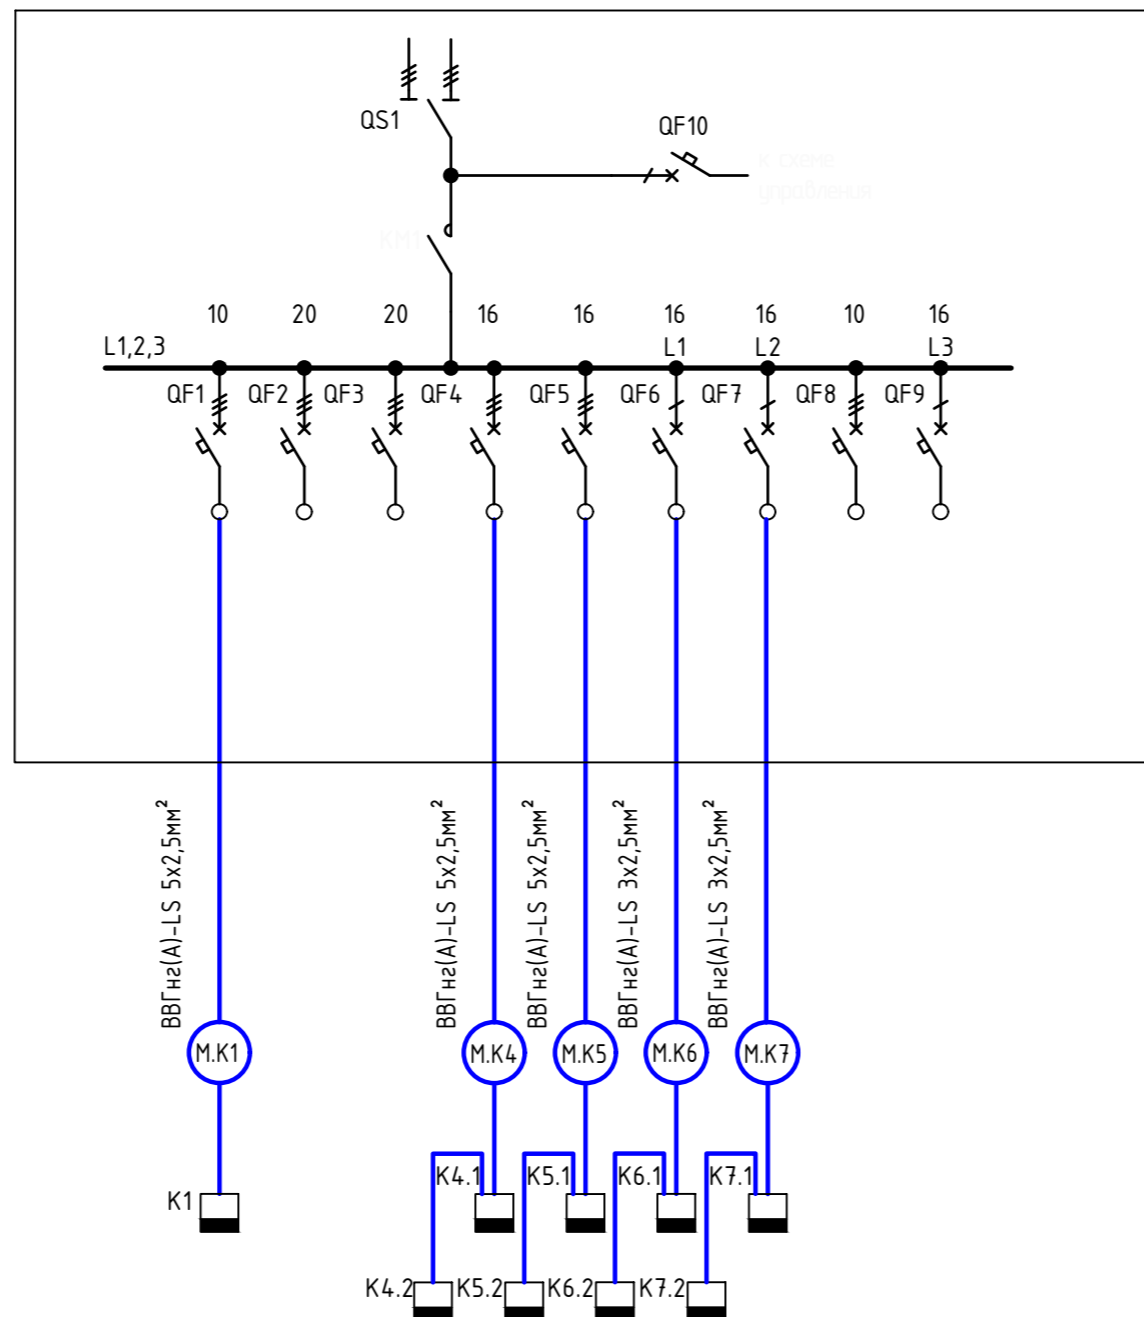 QS1
QF10
к схеме
управления
КМ1
10 20 20 16 16 16 16 10 16
L1,2,3 L1 L2 L3
QF1 QF2 QF3 QF4 QF5 QF6 QF7 QF8 QF9
ВВГнг(А)-LS 5х2,5мм²
ВВГнг(А)-LS 5х2,5мм²
ВВГнг(А)-LS 5х2,5мм²
ВВГнг(А)-LS 3х2,5мм²
ВВГнг(А)-LS 3х2,5мм²
М.К1 М.К4 М.К5 М.К6 М.К7
К4.1 К5.1 К6.1 К7.1
К1
К4.2 К5.2 К6.2 К7.2